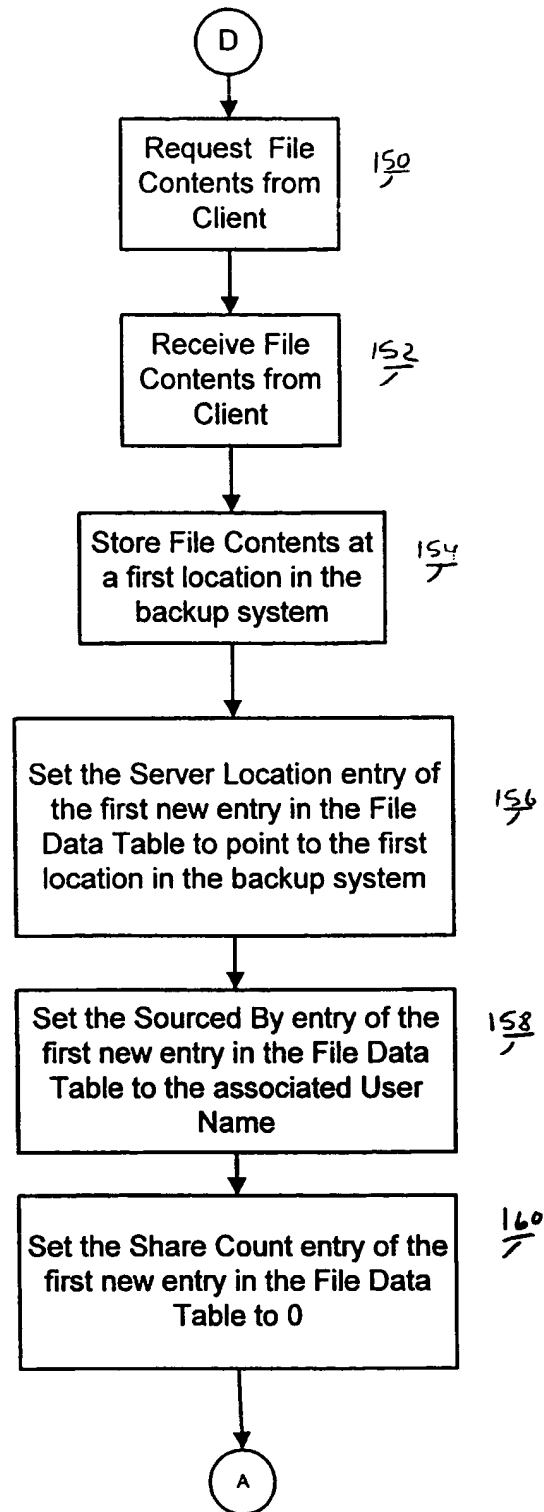 D
Request File
Contents from
Client
150
Receive File
Contents from
Client
152
Store File Contents at
a first location in the
backup system
154
Set the Server Location entry of
the first new entry in the File
Data Table to point to the first
location in the backup system
156
Set the Sourced By entry of the
first new entry in the File Data
Table to the associated User
Name
158
Set the Share Count entry of the
first new entry in the File Data
Table to 0
160
A